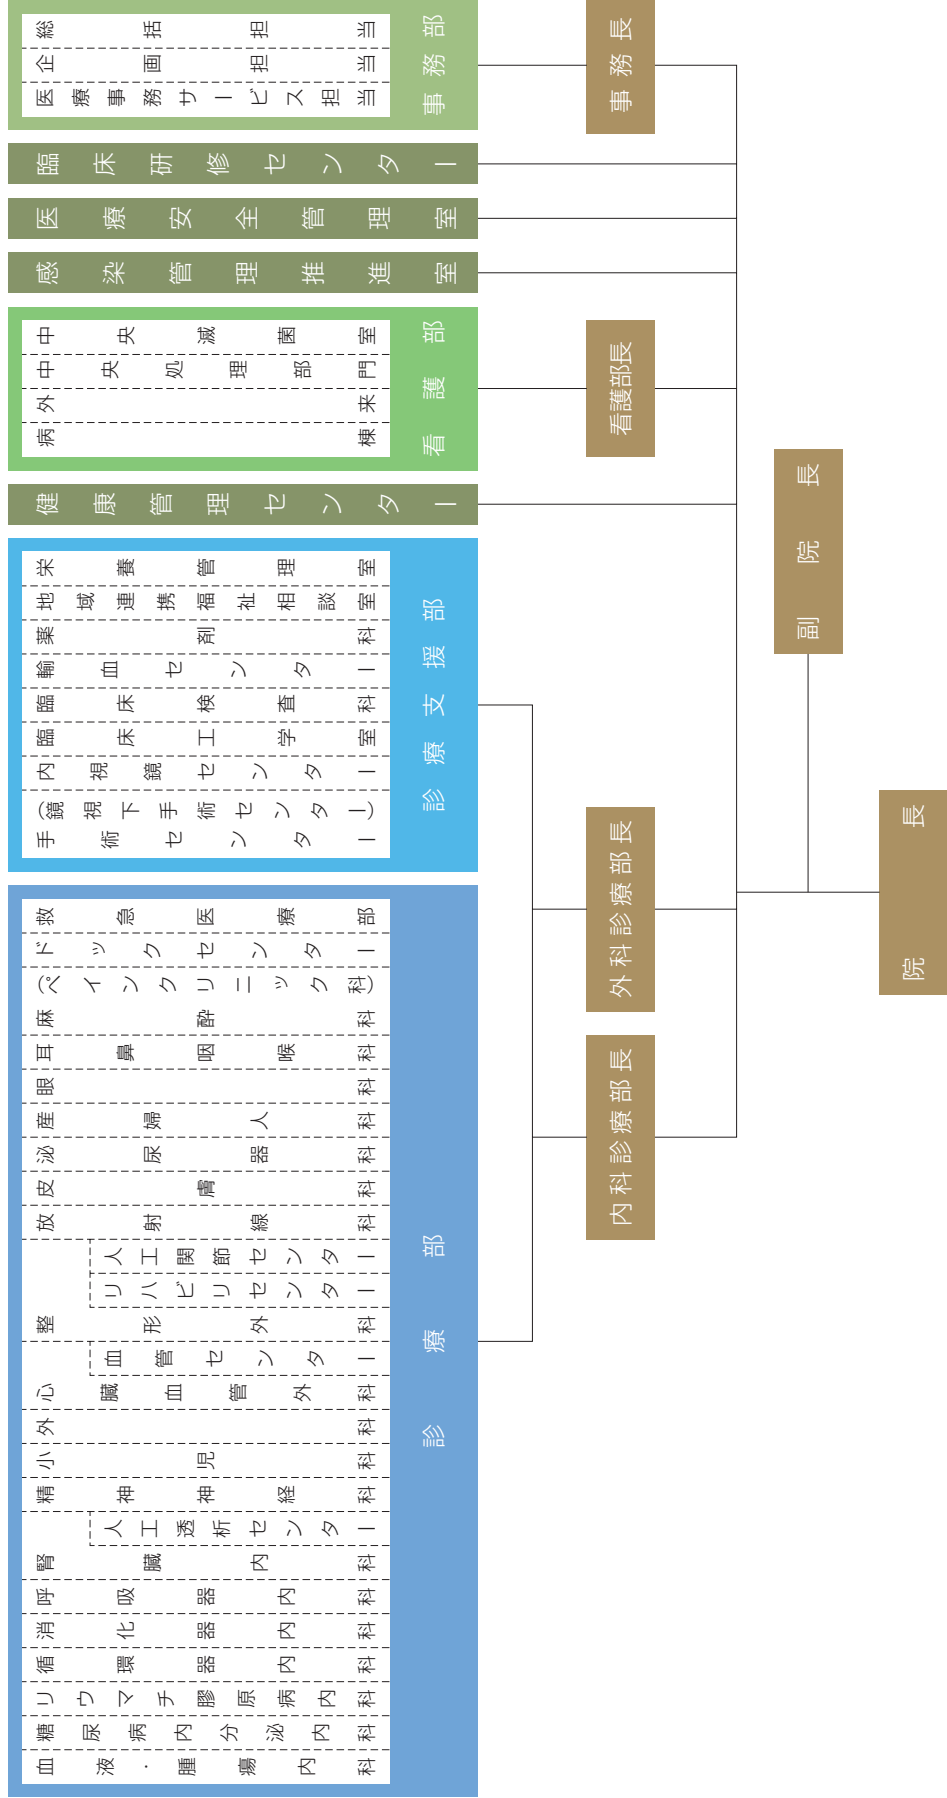 総括担当
企画担当
医療事務サービス担当
事務部
事務長
臨床研修センター
医療安全管理室
感染管理推進室
中央滅菌室
中央処理部門
外来
病棟
看護部
看護部長
健康管理センター
副院長
院長
栄養管理室
地域連携福祉相談室
薬剤科
輸血センター
臨床検査科
臨床工学室
内視鏡センター
(鏡視下手術センター)
手術センター
診療支援部
外科診療部長
内科診療部長
救急医療部
ドックセンター
(ペインクリニック科)
麻酔科
耳鼻咽喉科
眼科
産婦人科
泌尿器科
皮膚科
放射線科
人工関節センター
リハビリセンター
整形外科
血管センター
心臓血管外科
外科
小児科
精神神経科
人工透析センター
腎臓内科
呼吸器内科
消化器内科
循環器内科
リウマチ膠原病内科
糖尿病内分泌内科
血液・腫瘍内科
診療部